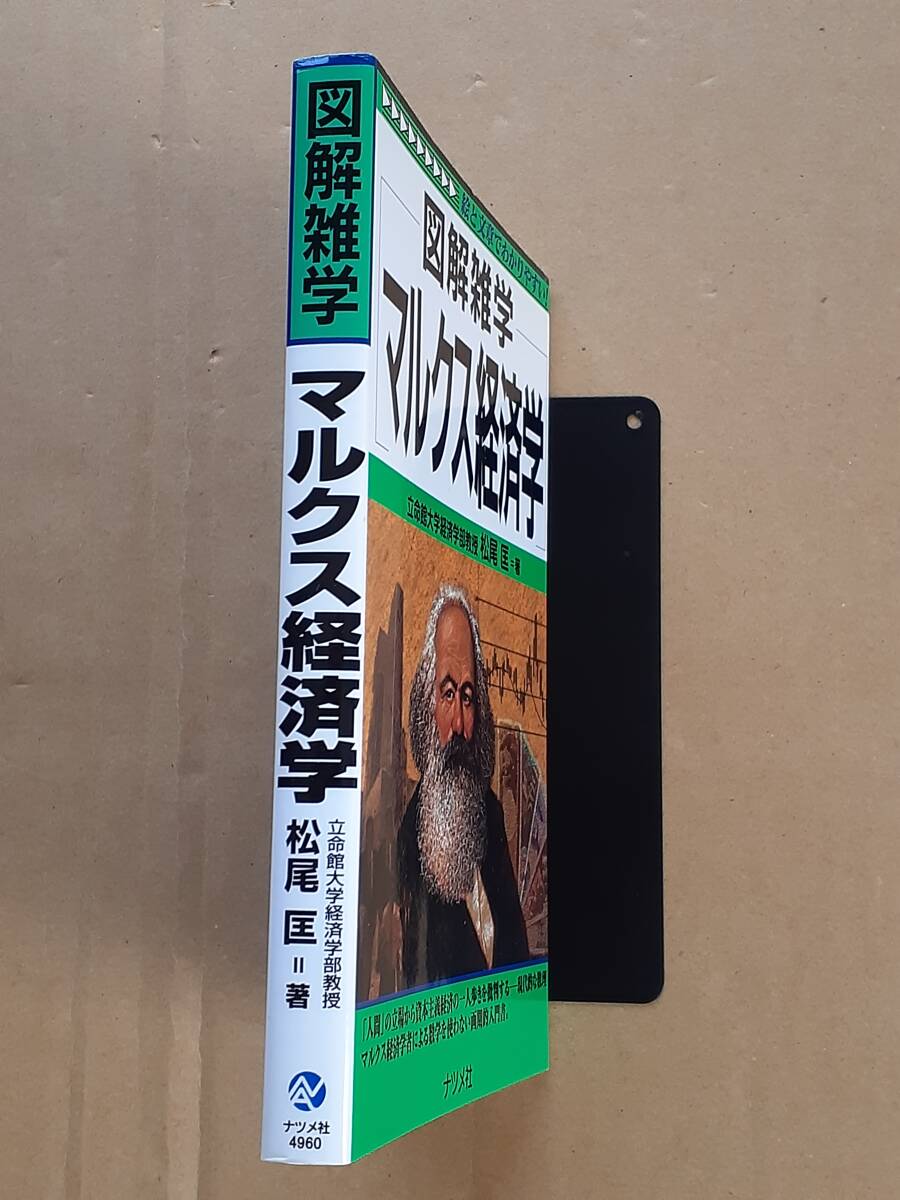 図解雑学
マルクス経済学
立命館大学経済学部教授
松尾 匡=著
ナツメ社
4960
絵と文章でわかりやすい!
図解雑学
マルクス経済学
立命館大学経済学部教授 松尾 匡=著
「人間」の立場から資本主義経済の一人歩きを批判する――現代的な数理
マルクス経済学者による数学を使わない画期的入門書。
ナツメ社